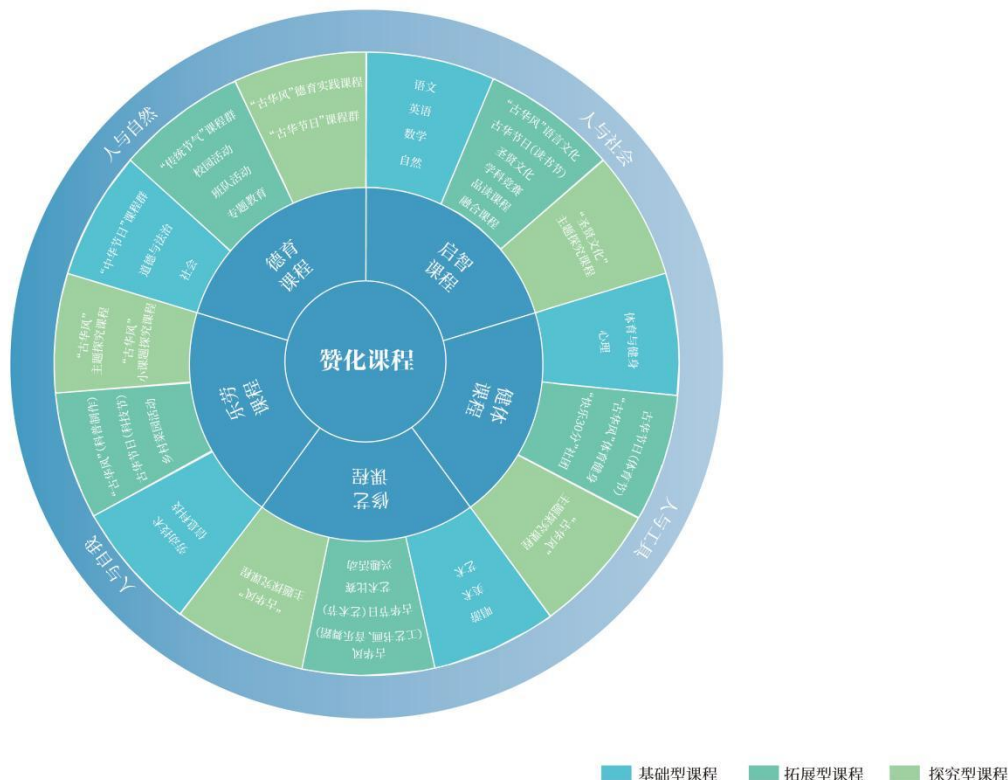 赞化课程
德育
课程
启智
课程
健体
课程
修艺
课程
乐劳
课程
人与自然
人与社会
人与工具
人与自我
语文
英语
数学
自然
“古华风”语言文化
古华节日(读书节)
圣贤文化
学科竞赛
品读课程
融合课程
“圣贤文化”
主题探究课程
体育与健身
心理
古华节日(体育节)
“古华风”体育健身
“快乐30分”社团
“古华风”
主题探究课程
唱游
美术
艺术
古华风
(工艺书画、音乐舞蹈)
古华节日(艺术节)
艺术比赛
兴趣活动
“古华风”
主题探究课程
劳动技术
信息科技
“古华风”(科普制作)
古华节日(科技节)
乡村菜园活动
“古华风”
主题探究课程
“古华风”
小课题探究课程
“中华节日”课程群
道德与法治
社会
“传统节气”课程群
校园活动
班队活动
专题教育
“古华风”德育实践课程
“古华节日”课程群
基础型课程
拓展型课程
探究型课程